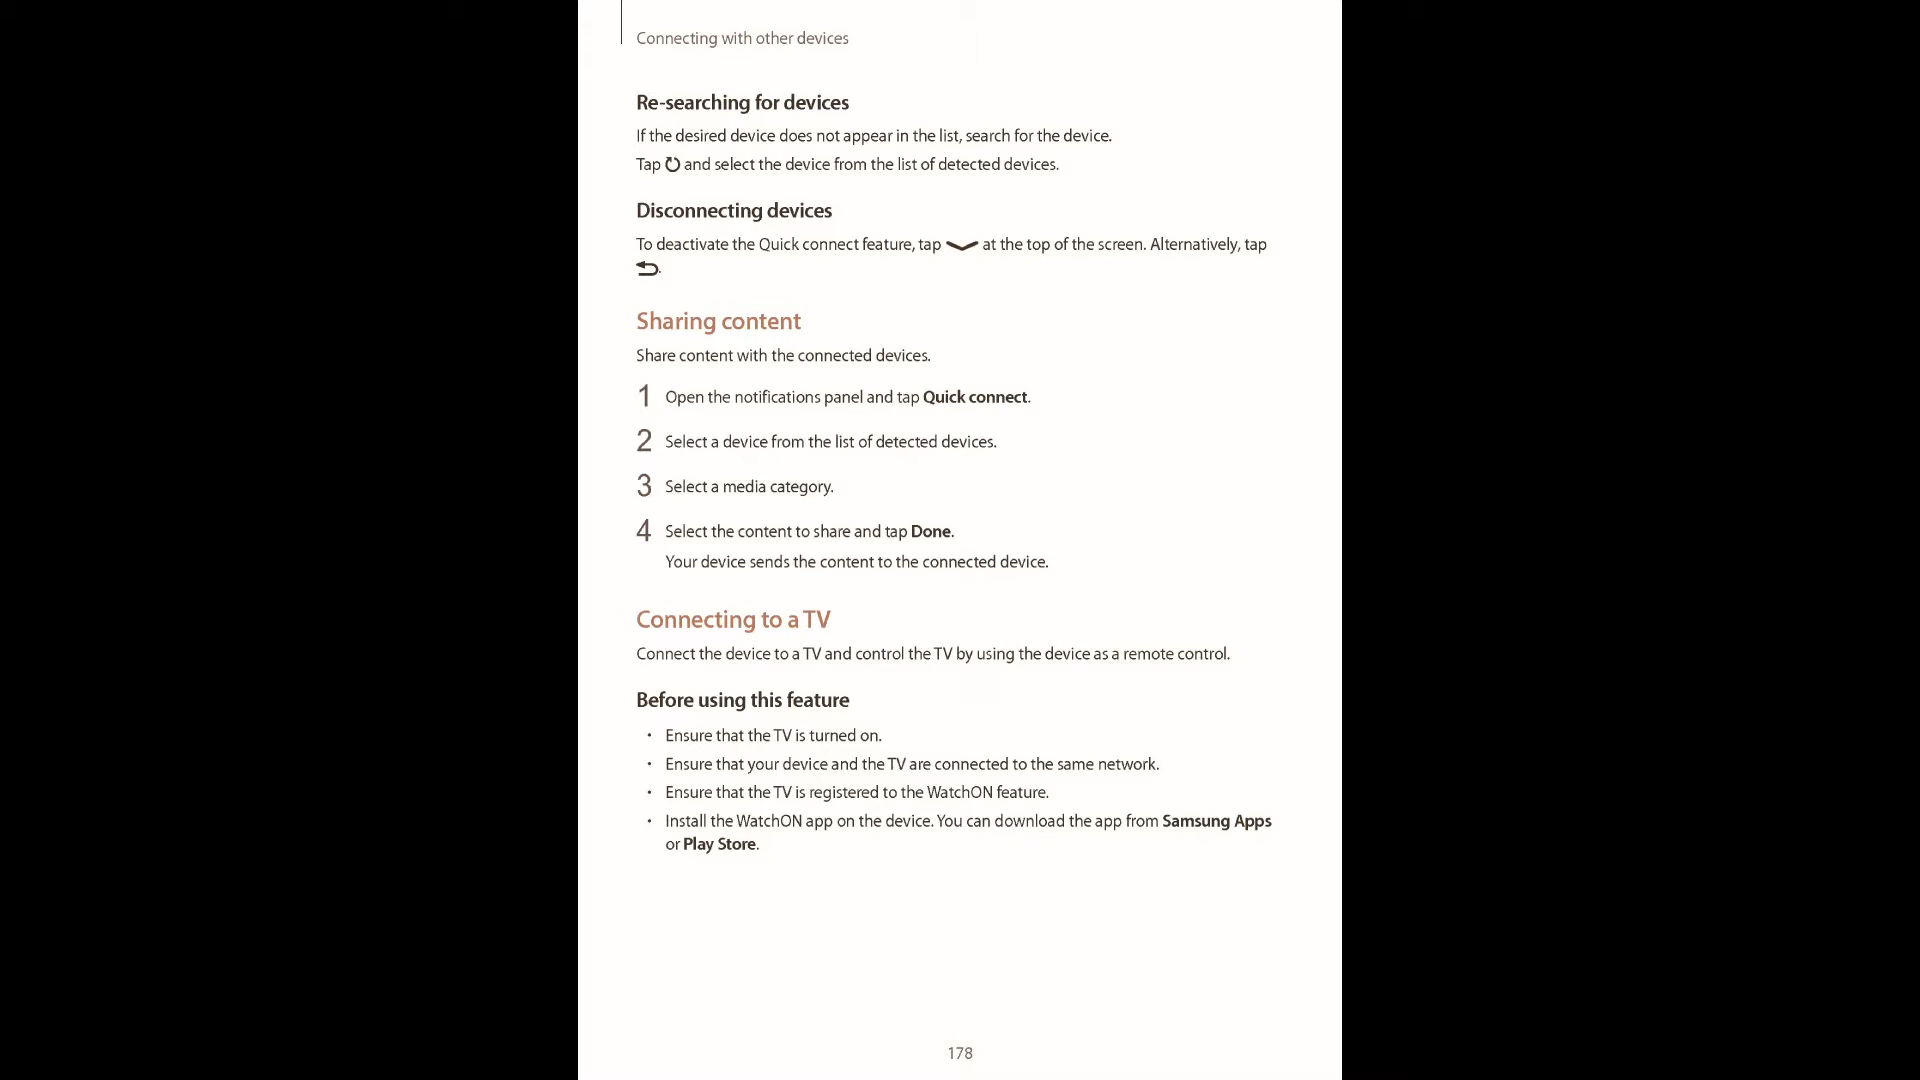 Connecting with other devices
Re-searching for devices
If the desired device does not appear in the list, search for the device.
Tap and select the device from the list of detected devices.
Disconnecting devices
To deactivate the Quick connect feature, tap at the top of the screen. Alternatively, tap
.
Sharing content
Share content with the connected devices.
1 Open the notifications panel and tap Quick connect.
2 Select a device from the list of detected devices.
3 Select a media category.
4 Select the content to share and tap Done.
Your device sends the content to the connected device.
Connecting to a TV
Connect the device to a TV and control the TV by using the device as a remote control.
Before using this feature
• Ensure that the TV is turned on.
• Ensure that your device and the TV are connected to the same network.
• Ensure that the TV is registered to the WatchON feature.
• Install the WatchON app on the device. You can download the app from Samsung Apps
or Play Store.
178